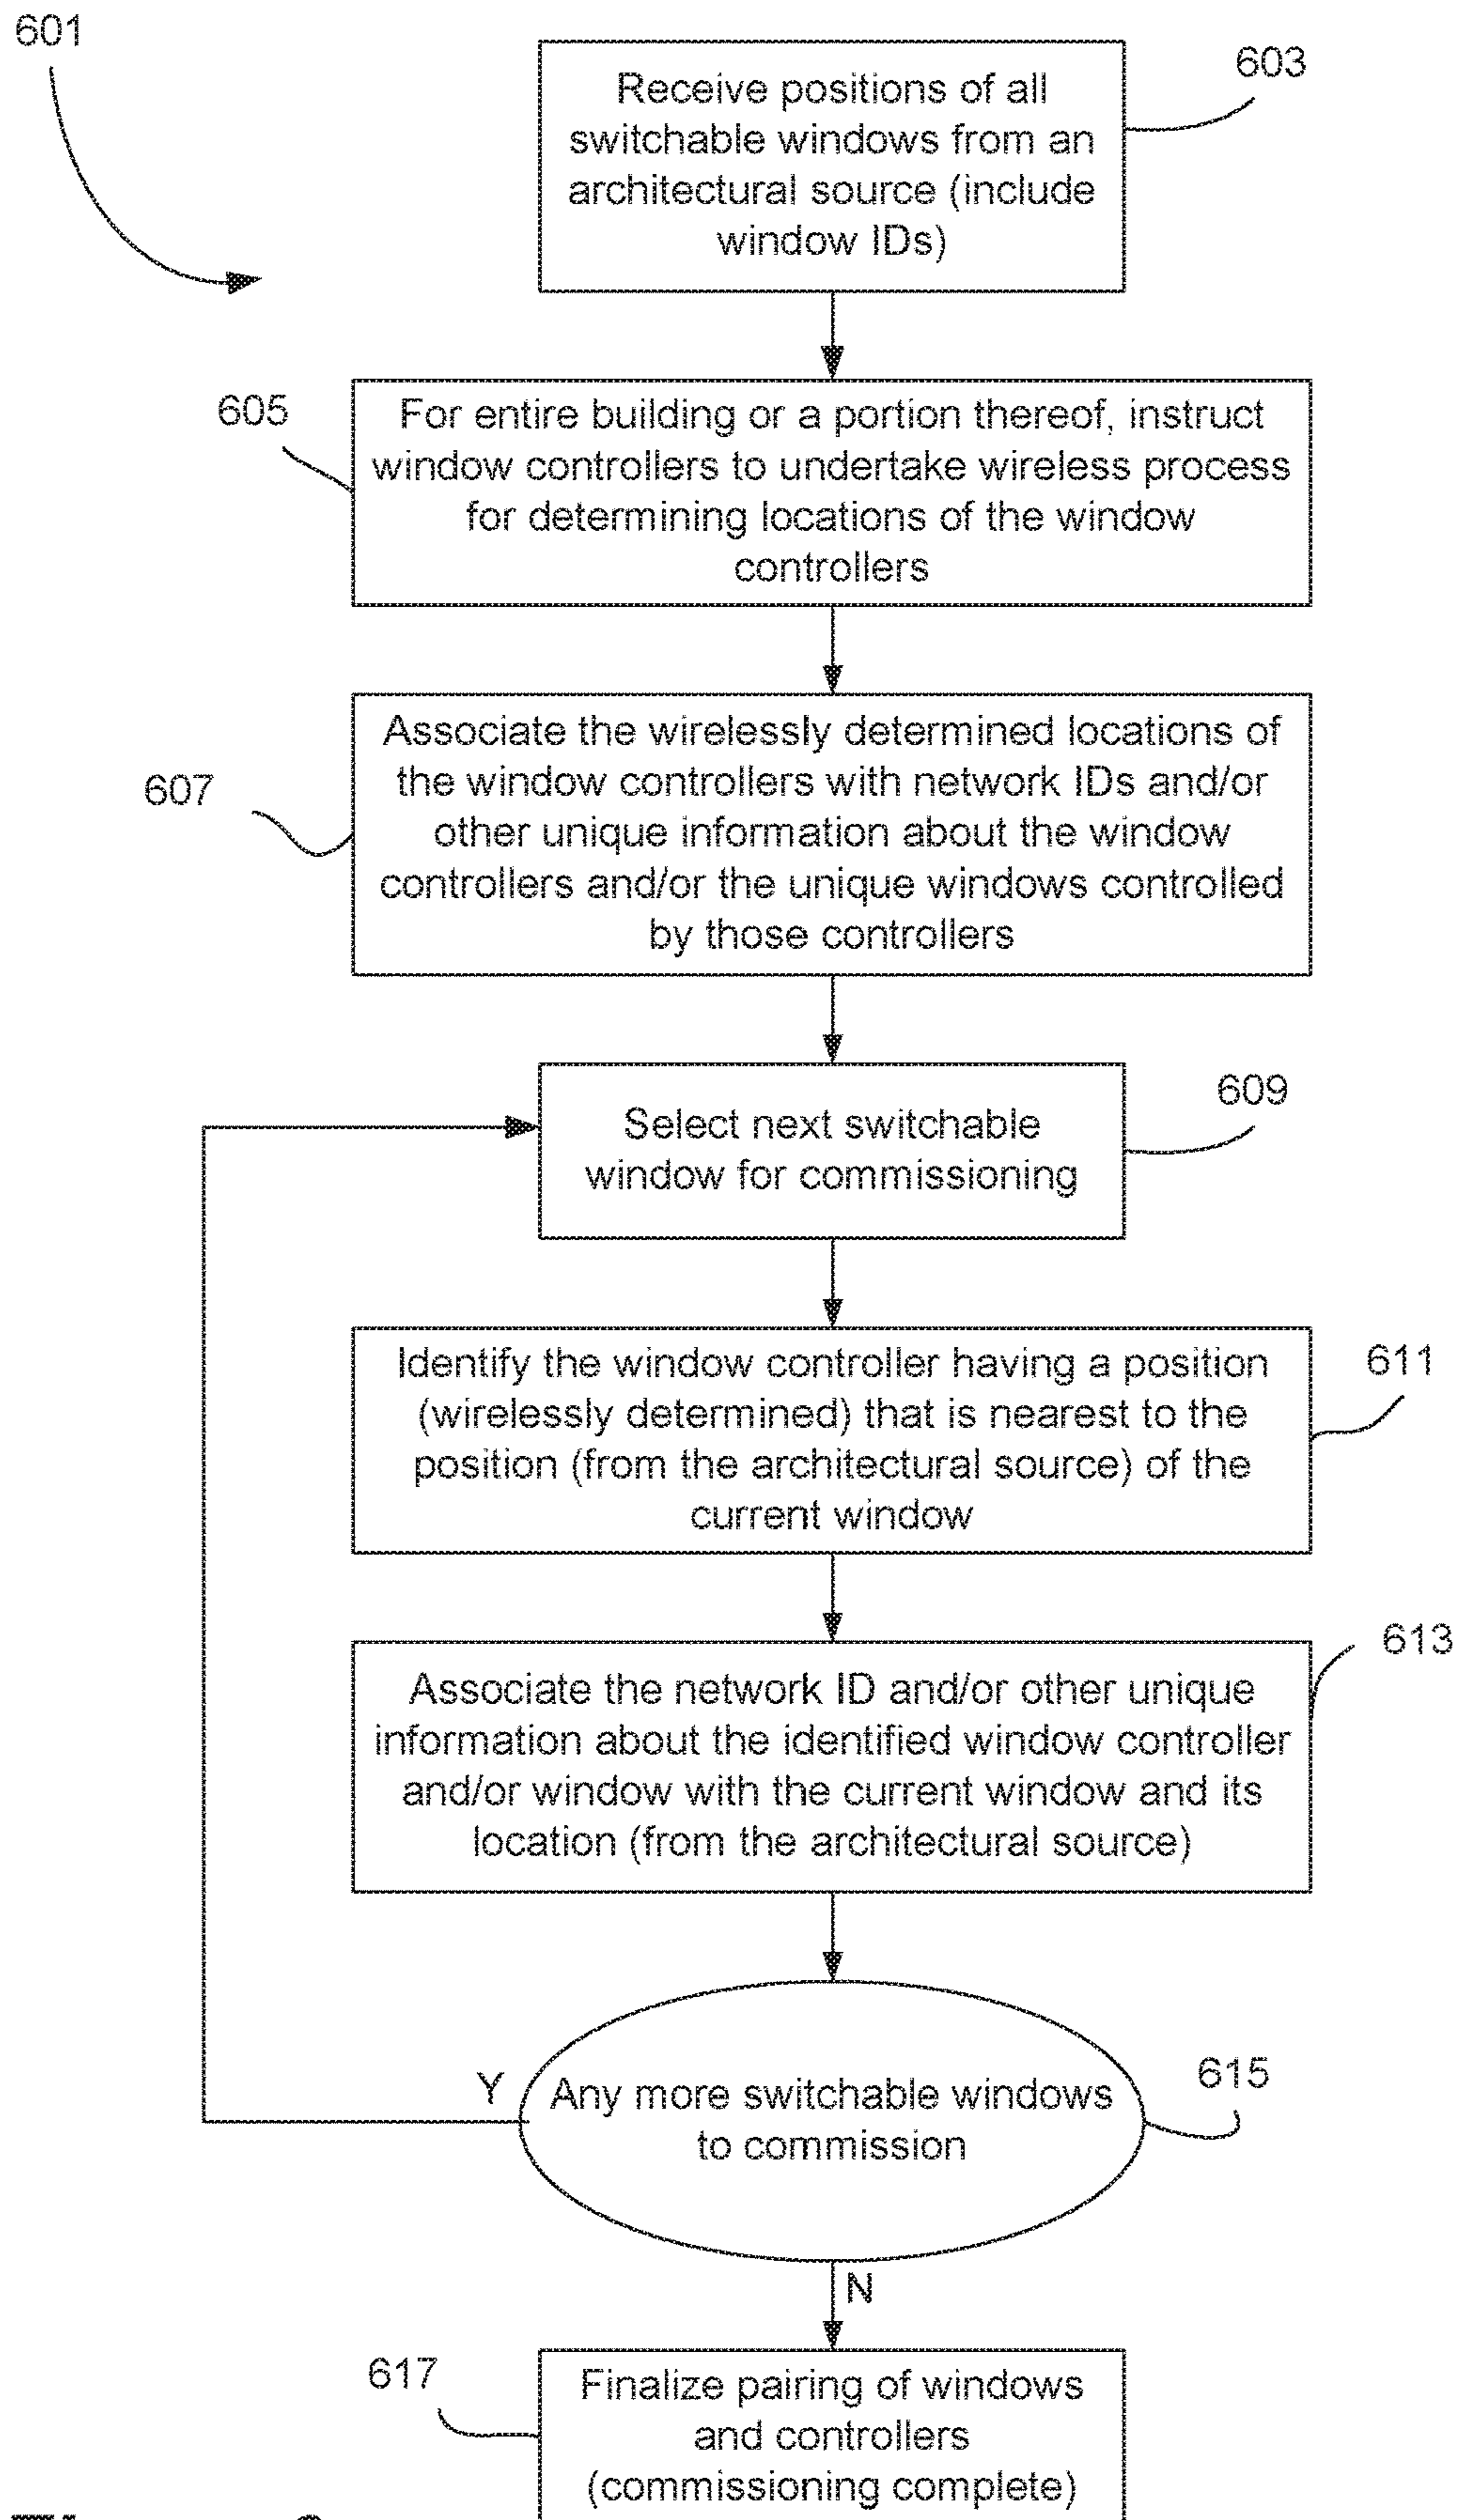 601
603
Receive positions of all
switchable windows from an
architectural source (include
window IDs)
605
For entire building or a portion thereof, instruct
window controllers to undertake wireless process
for determining locations of the window
controllers
607
Associate the wirelessly determined locations of
the window controllers with network IDs and/or
other unique information about the window
controllers and/or the unique windows controlled
by those controllers
609
Select next switchable
window for commissioning
611
Identify the window controller having a position
(wirelessly determined) that is nearest to the
position (from the architectural source) of the
current window
613
Associate the network ID and/or other unique
information about the identified window controller
and/or window with the current window and its
location (from the architectural source)
615
Y
Any more switchable windows
to commission
N
617
Finalize pairing of windows
and controllers
(commissioning complete)